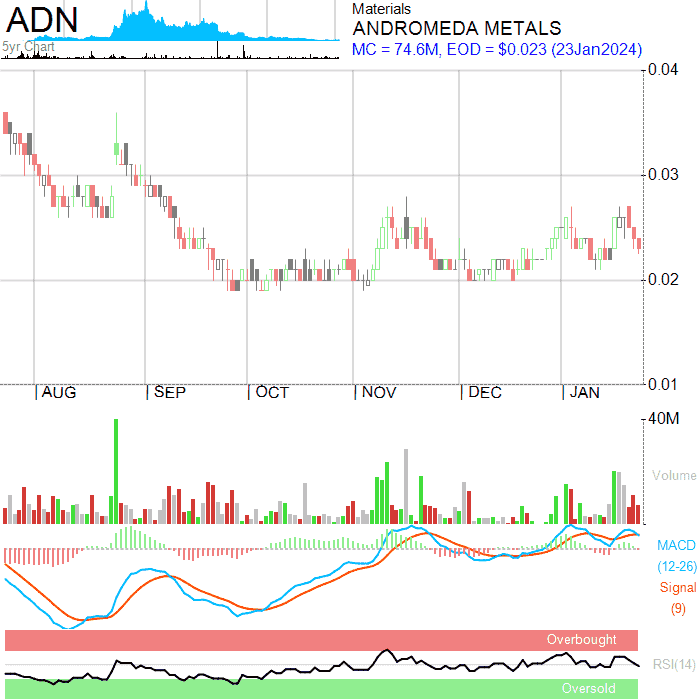 ADN
5yr Chart
Materials
ANDROMEDA METALS
MC = 74.6M, EOD = $0.023 (23Jan2024)
0.04
0.03
0.02
0.01
AUG SEP OCT NOV DEC JAN
40M
Volume
MACD
(12-26)
Signal
(9)
Overbought
RSI(14)
Oversold